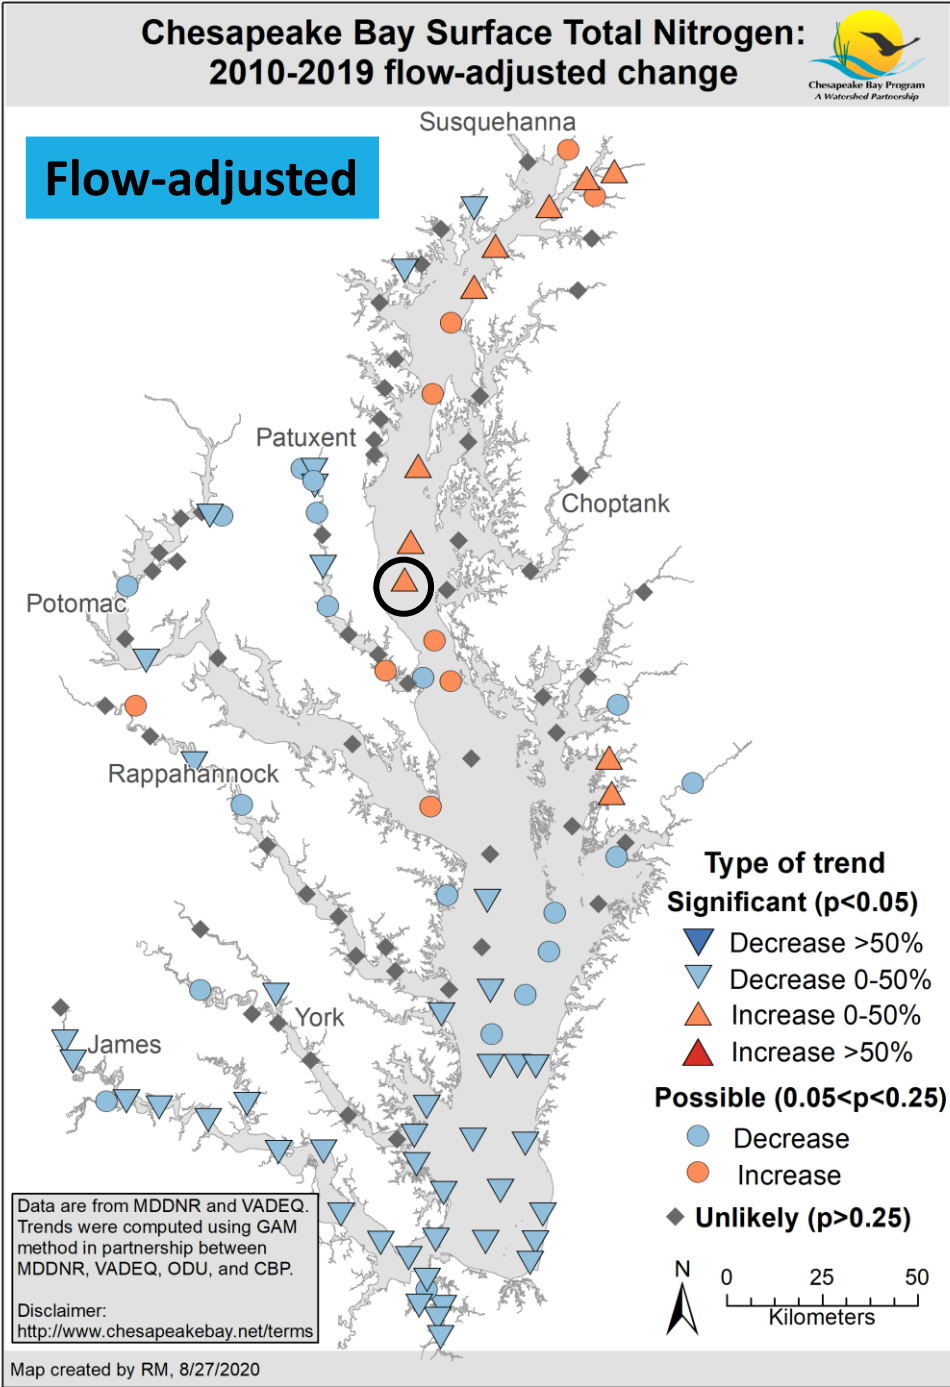 Chesapeake Bay Surface Total Nitrogen:
2010-2019 flow-adjusted change
Chesapeake Bay Program
A Watershed Partnership
Flow-adjusted
Susquehanna
Patuxent
Choptank
Potomac
Rappahannock
York
James
Type of trend
Significant (p<0.05)
Decrease >50%
Decrease 0-50%
Increase 0-50%
Increase >50%
Possible (0.05<p<0.25)
Decrease
Increase
Unlikely (p>0.25)
Data are from MDDNR and VADEQ.
Trends were computed using GAM
method in partnership between
MDDNR, VADEQ, ODU, and CBP.
Disclaimer:
http://www.chesapeakebay.net/terms
N
0 25 50
Kilometers
Map created by RM, 8/27/2020